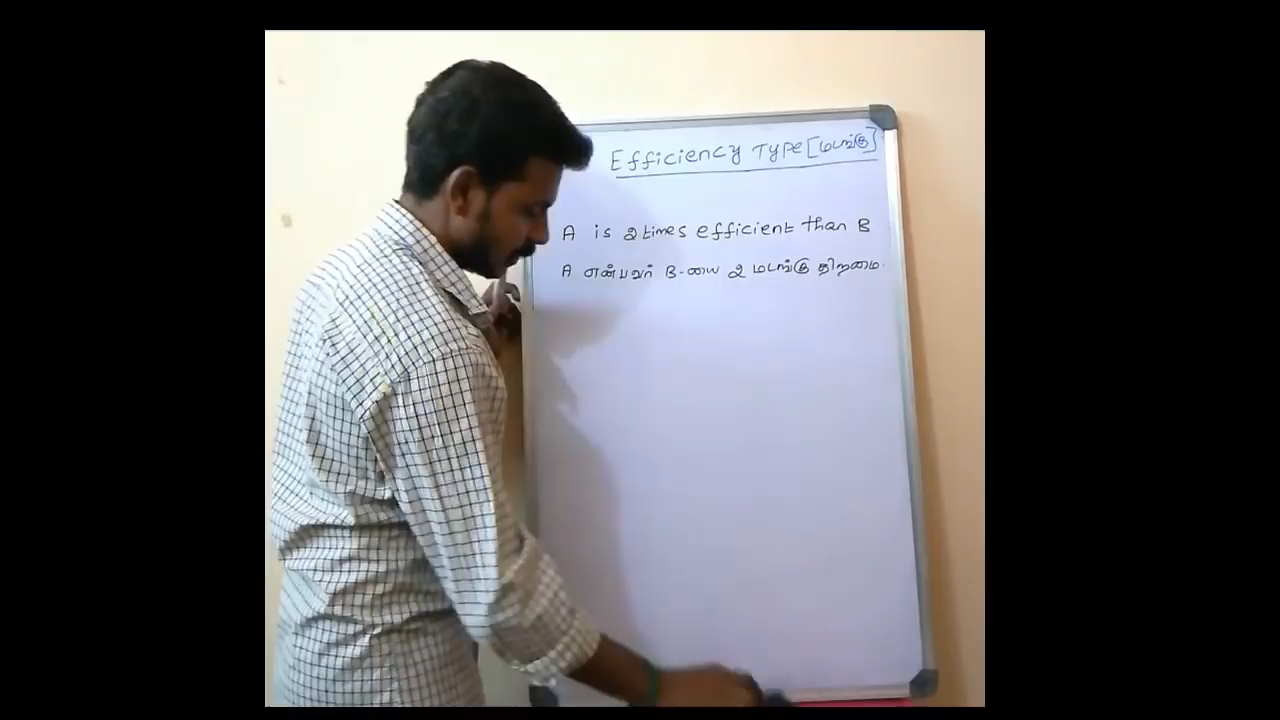 Efficiency Type [மடங்கு]
A is 2 times efficient than B
A என்பவர் B-யை 2 மடங்கு திறமை.